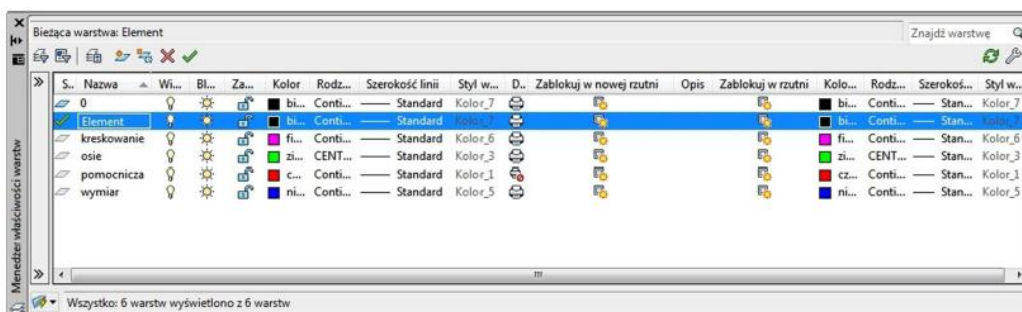 Bieżąca warstwa: Element
Znajdź warstwę
S.. Nazwa Wi... Bl... Za... Kolor Rodz... Szerokość linii Styl w... D.. Zablokuj w nowej rzutni Opis Zablokuj w rzutni Kolo... Rodz... Szerokoś... Styl w...
0 bi... Conti... Standard Kolor_7 bi... Conti... Stan... Kolor_7
Element bi... Conti... Standard Kolor_7 bi... Conti... Stan... Kolor_7
kreskowanie fi... Conti... Standard Kolor_6 fi... Conti... Stan... Kolor_6
osie zi... CENT... Standard Kolor_3 zi... CENT... Stan... Kolor_3
pomocnicza c... Conti... Standard Kolor_1 cz... Conti... Stan... Kolor_1
wymiar ni... Conti... Standard Kolor_5 ni... Conti... Stan... Kolor_5
Menedżer właściwości warstw
Wszystko: 6 warstw wyświetlono z 6 warstw